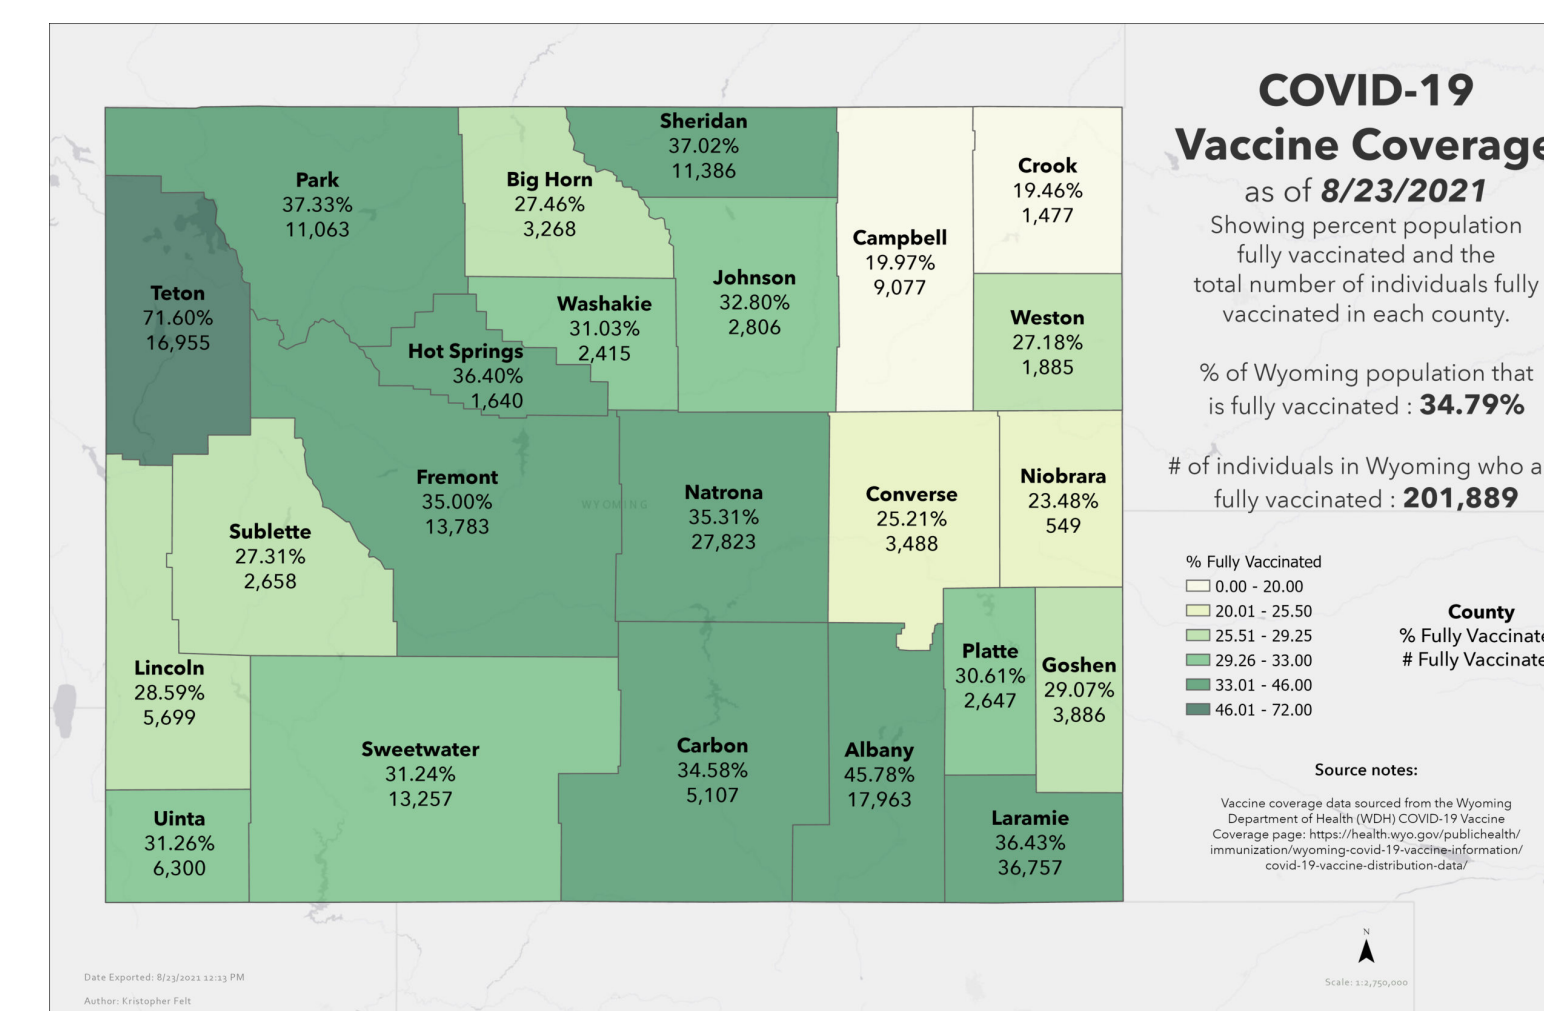 COVID-19
Vaccine Coverage
as of 8/23/2021
Showing percent population
fully vaccinated and the
total number of individuals fully
vaccinated in each county.
% of Wyoming population that
is fully vaccinated : 34.79%
# of individuals in Wyoming who a
fully vaccinated : 201,889
Park
37.33%
11,063
Big Horn
27.46%
3,268
Sheridan
37.02%
11,386
Campbell
19.97%
9,077
Crook
19.46%
1,477
Teton
71.60%
16,955
Washakie
31.03%
2,415
Johnson
32.80%
2,806
Weston
27.18%
1,885
Hot Springs
36.40%
1,640
Fremont
35.00%
13,783
WYOMING
Natrona
35.31%
27,823
Converse
25.21%
3,488
Niobrara
23.48%
549
Sublette
27.31%
2,658
Lincoln
28.59%
5,699
Platte
30.61%
2,647
Goshen
29.07%
3,886
Sweetwater
31.24%
13,257
Carbon
34.58%
5,107
Albany
45.78%
17,963
Uinta
31.26%
6,300
Laramie
36.43%
36,757
% Fully Vaccinated
0.00 - 20.00
20.01 - 25.50
25.51 - 29.25
29.26 - 33.00
33.01 - 46.00
46.01 - 72.00
County
% Fully Vaccinate
# Fully Vaccinate
Source notes:
Vaccine coverage data sourced from the Wyoming
Department of Health (WDH) COVID-19 Vaccine
Coverage page: https://health.wyo.gov/publichealth/
immunization/wyoming-covid-19-vaccine-information/
covid-19-vaccine-distribution-data/
N
Scale: 1:2,750,000
Date Exported: 8/23/2021 12:13 PM
Author: Kristopher Felt